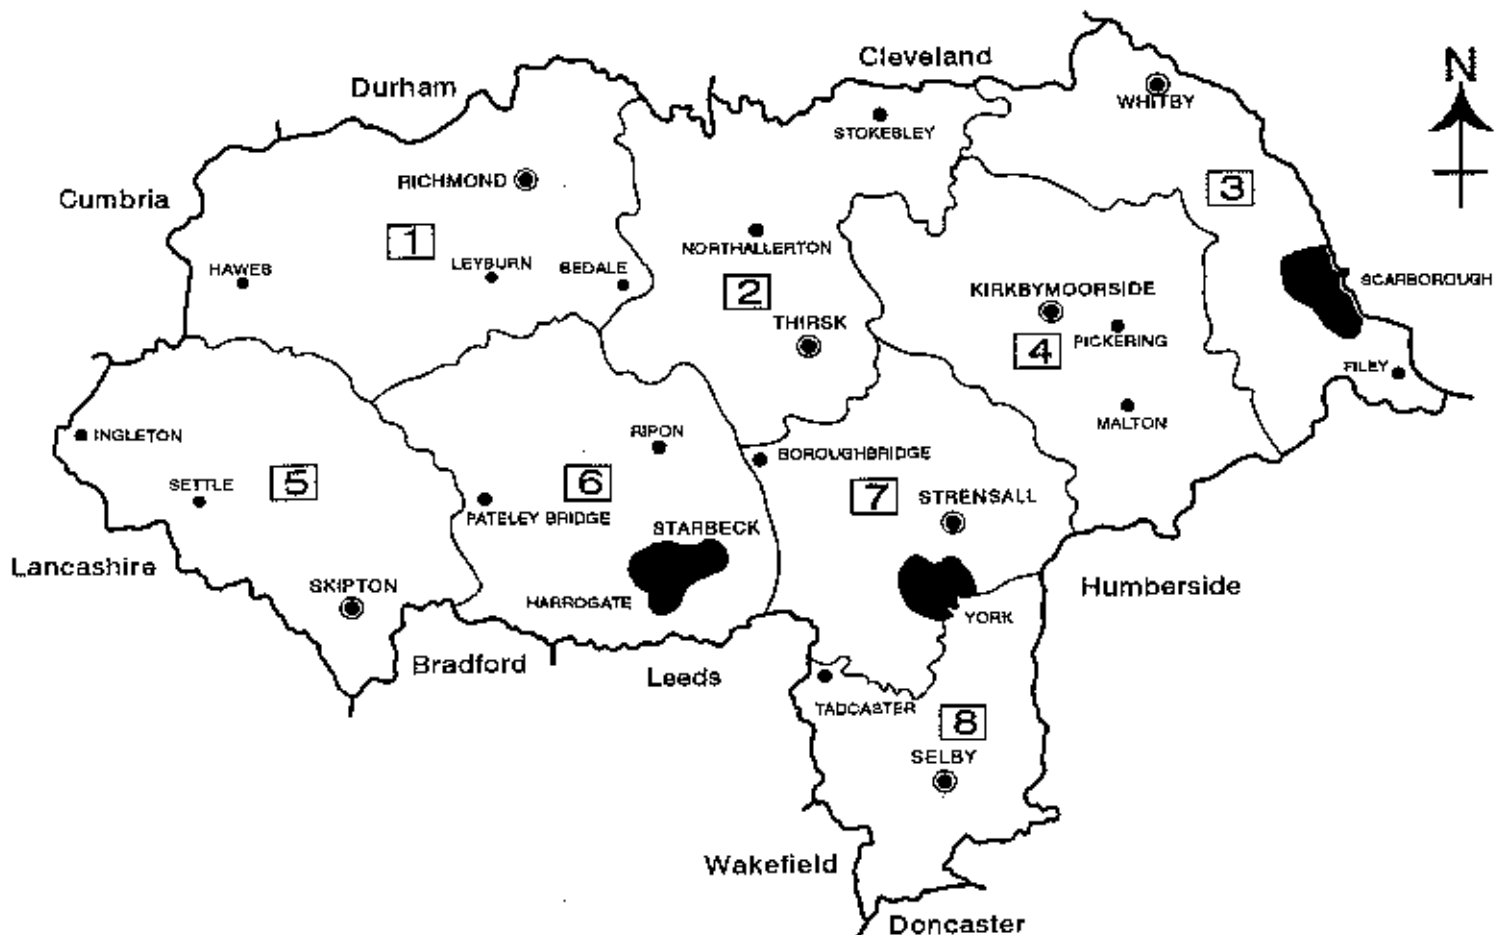 Cleveland
Durham
N
WHITBY
STOKESLEY
RICHMOND
Cumbria
3
1
NORTHALLERTON
LEYBURN
BEDALE
HAWES
SCARBOROUGH
2
KIRKBYMOORSIDE
THIRSK
PICKERING
4
FILEY
MALTON
INGLETON
RIPON
BOROUGHBRIDGE
5
6
SETTLE
7
STRENSALL
PATELEY BRIDGE
STARBECK
Lancashire
SKIPTON
Humberside
HARROGATE
YORK
Bradford
Leeds
TADCASTER
8
SELBY
Wakefield
Doncaster